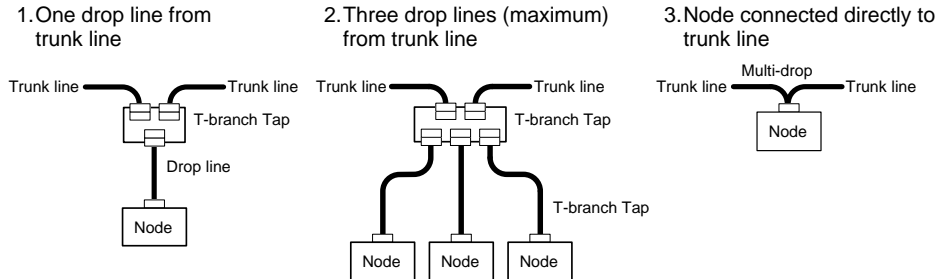 1. One drop line from
trunk line
Trunk line
Trunk line
T-branch Tap
Drop line
Node
2. Three drop lines (maximum)
from trunk line
Trunk line
Trunk line
T-branch Tap
T-branch Tap
Node
Node
Node
3. Node connected directly to
trunk line
Multi-drop
Trunk line
Trunk line
Node